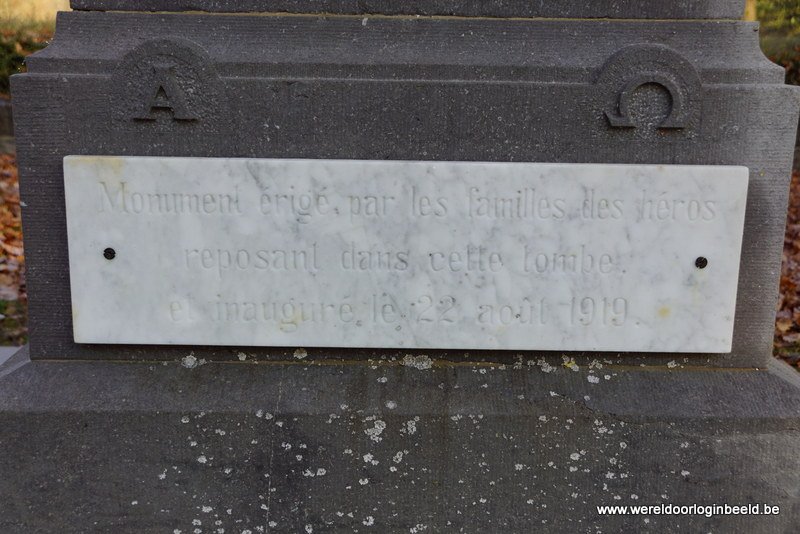 Α Ω
Monument érigé par les familles des héros
reposant dans cette tombe.
et inauguré le 22 août 1919.
www.wereldoorloginbeeld.be